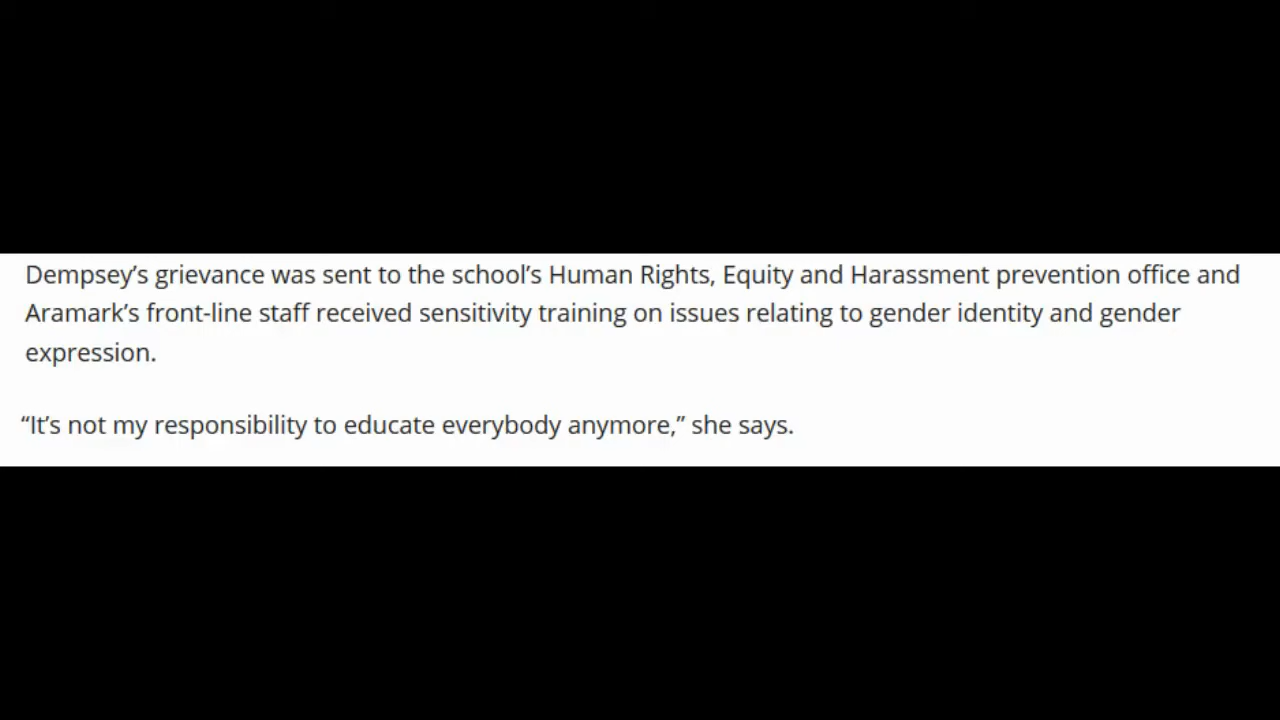 Dempsey’s grievance was sent to the school’s Human Rights, Equity and Harassment prevention office and
Aramark’s front-line staff received sensitivity training on issues relating to gender identity and gender
expression.
“It’s not my responsibility to educate everybody anymore,” she says.